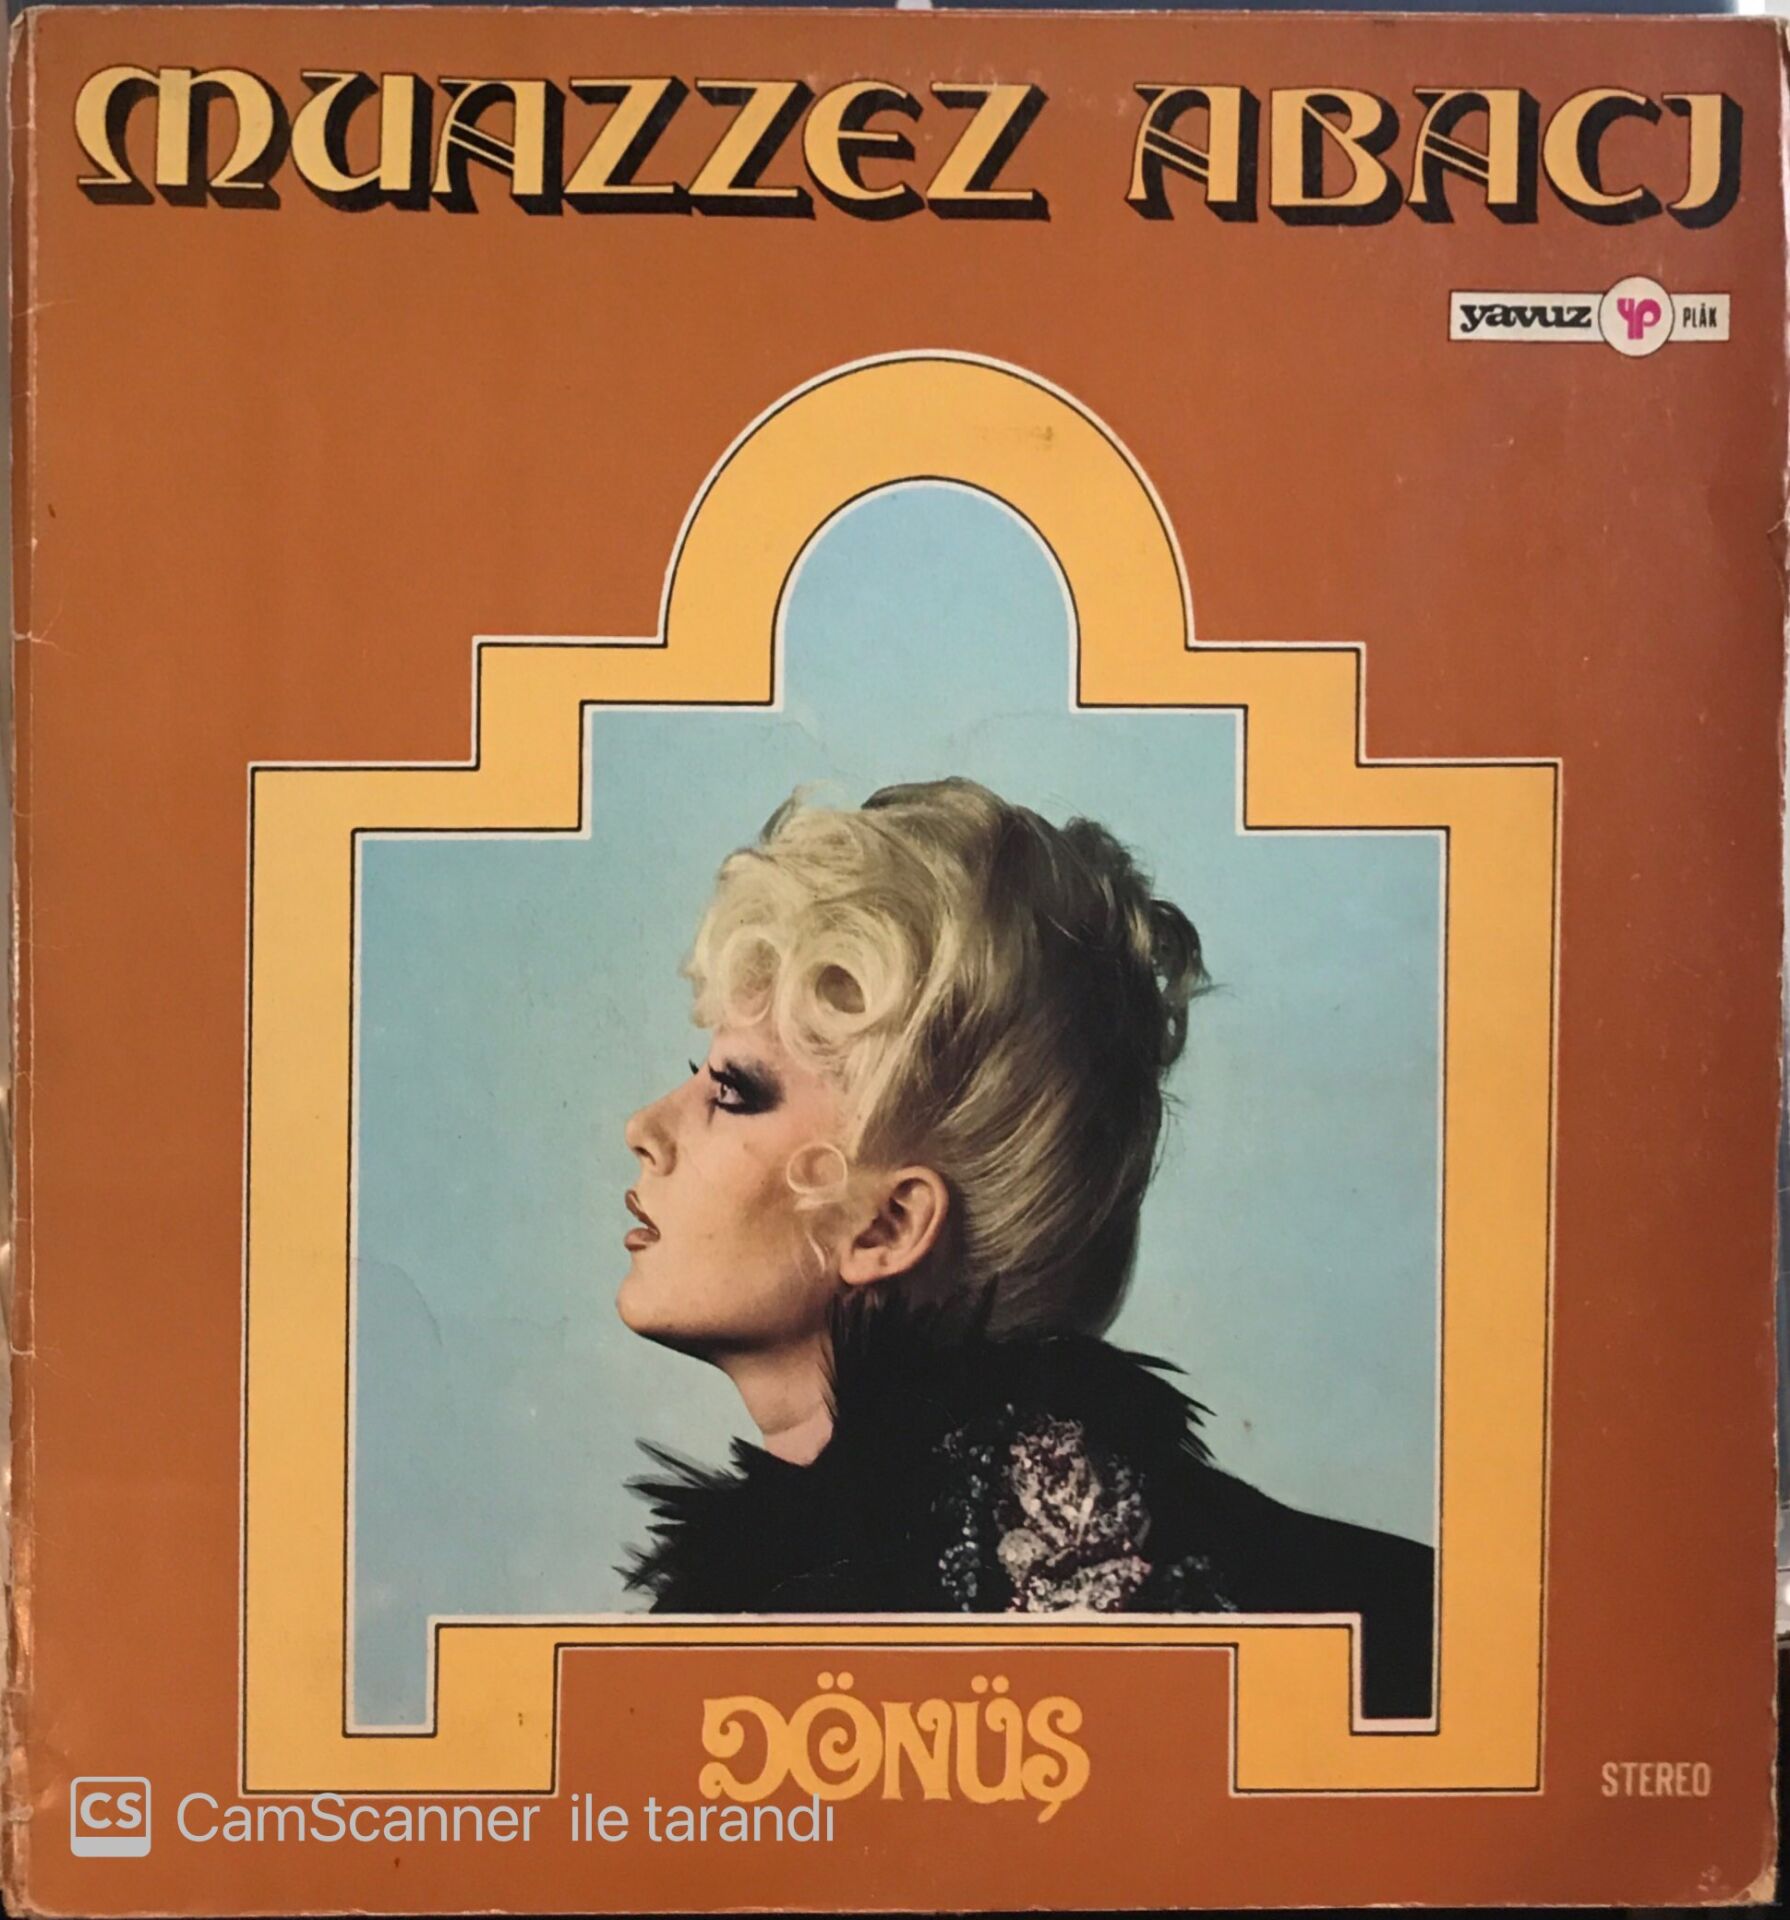 MUAZZEZ ABACI
yavuz yp PLÂK
DÖNÜŞ
STEREO
CS CamScanner ile tarandı